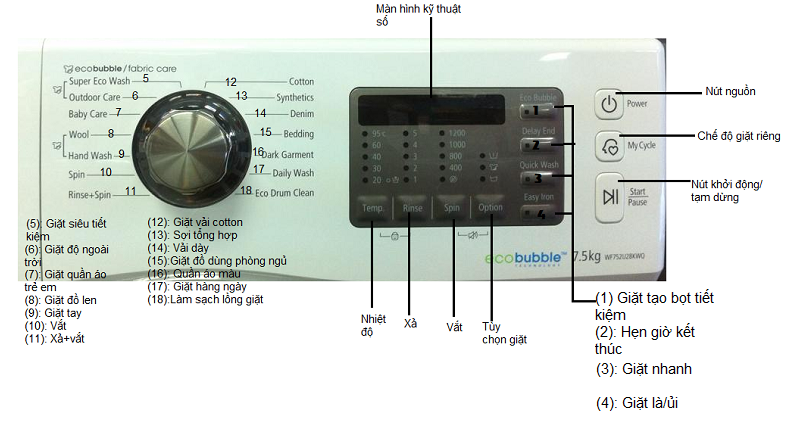 Màn hình kỹ thuật
số
ecobubble/fabric care
Super Eco Wash 5
Outdoor Care 6
Baby Care 7
Wool 8
Hand Wash 9
Spin 10
Rinse+Spin 11
12 Cotton
13 Synthetics
14 Denim
15 Bedding
16 Dark Garment
17 Daily Wash
18 Eco Drum Clean
95°c 5 1200
60 4 1000
40 3 800
30 2 400
20 1
Temp. Rinse Spin Option
Eco Bubble
1
Delay End
2
Quick Wash
3
Easy Iron
4
Power
My Cycle
Start
Pause
ecobubble™
TECHNOLOGY
7.5kg WF752U2BKWQ
Nút nguồn
Chế độ giặt riêng
Nút khởi động/
tạm dừng
(5): Giặt siêu tiết
kiệm
(6): Giặt độ ngoài
trời
(7): Giặt quần áo
trẻ em
(8): Giặt đồ len
(9): Giặt tay
(10): Vắt
(11): Xả+vắt
(12): Giặt vải cotton
(13): Sợi tổng hợp
(14): Vải dày
(15):Giặt đồ dùng phòng ngủ
(16): Quần áo màu
(17): Giặt hàng ngày
(18):Làm sạch lồng giặt
Nhiệt
độ
Xả
Vắt
Tùy
chọn giặt
(1) Giặt tạo bọt tiết
kiệm
(2): Hẹn giờ kết
thúc
(3): Giặt nhanh
(4): Giặt là/ủi